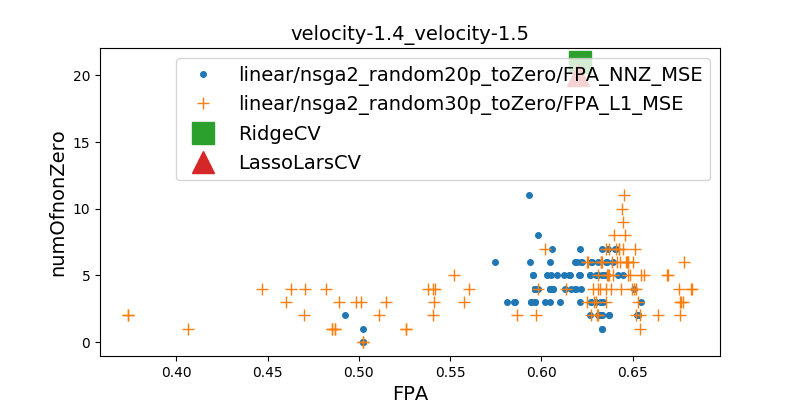 velocity-1.4_velocity-1.5
linear/nsga2_random20p_toZero/FPA_NNZ_MSE
linear/nsga2_random30p_toZero/FPA_L1_MSE
RidgeCV
LassoLarsCV
numOfnonZero
20
15
10
5
0
0.40 0.45 0.50 0.55 0.60 0.65
FPA